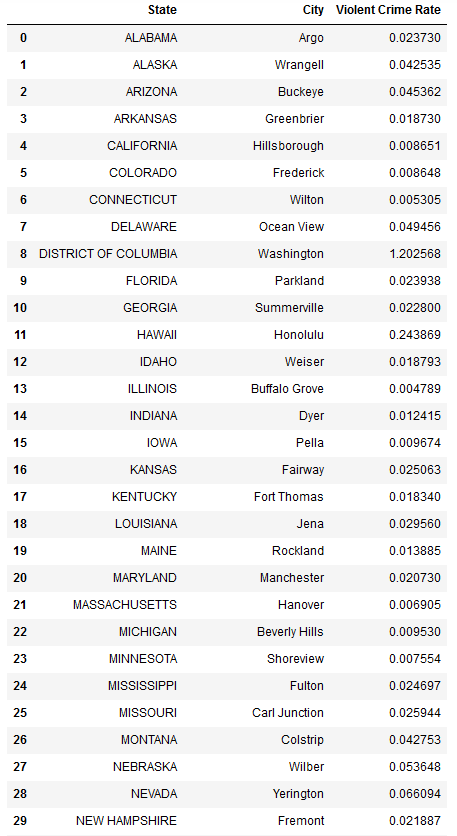 State City Violent Crime Rate
0 ALABAMA Argo 0.023730
1 ALASKA Wrangell 0.042535
2 ARIZONA Buckeye 0.045362
3 ARKANSAS Greenbrier 0.018730
4 CALIFORNIA Hillsborough 0.008651
5 COLORADO Frederick 0.008648
6 CONNECTICUT Wilton 0.005305
7 DELAWARE Ocean View 0.049456
8 DISTRICT OF COLUMBIA Washington 1.202568
9 FLORIDA Parkland 0.023938
10 GEORGIA Summerville 0.022800
11 HAWAII Honolulu 0.243869
12 IDAHO Weiser 0.018793
13 ILLINOIS Buffalo Grove 0.004789
14 INDIANA Dyer 0.012415
15 IOWA Pella 0.009674
16 KANSAS Fairway 0.025063
17 KENTUCKY Fort Thomas 0.018340
18 LOUISIANA Jena 0.029560
19 MAINE Rockland 0.013885
20 MARYLAND Manchester 0.020730
21 MASSACHUSETTS Hanover 0.006905
22 MICHIGAN Beverly Hills 0.009530
23 MINNESOTA Shoreview 0.007554
24 MISSISSIPPI Fulton 0.024697
25 MISSOURI Carl Junction 0.025944
26 MONTANA Colstrip 0.042753
27 NEBRASKA Wilber 0.053648
28 NEVADA Yerington 0.066094
29 NEW HAMPSHIRE Fremont 0.021887